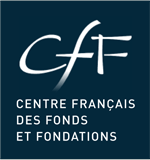 CfF
CENTRE FRANÇAIS
DES FONDS
ET FONDATIONS